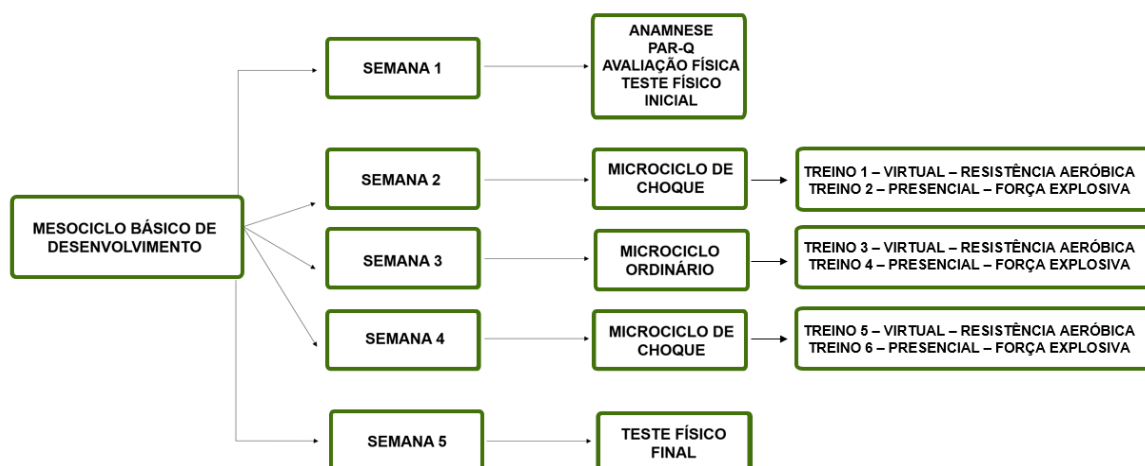 MESOCICLO BÁSICO DE
DESENVOLVIMENTO
SEMANA 1
ANAMNESE
PAR-Q
AVALIAÇÃO FÍSICA
TESTE FÍSICO
INICIAL
SEMANA 2
MICROCICLO DE
CHOQUE
TREINO 1 – VIRTUAL – RESISTÊNCIA AERÓBICA
TREINO 2 – PRESENCIAL – FORÇA EXPLOSIVA
SEMANA 3
MICROCICLO
ORDINÁRIO
TREINO 3 – VIRTUAL – RESISTÊNCIA AERÓBICA
TREINO 4 – PRESENCIAL – FORÇA EXPLOSIVA
SEMANA 4
MICROCICLO DE
CHOQUE
TREINO 5 – VIRTUAL – RESISTÊNCIA AERÓBICA
TREINO 6 – PRESENCIAL – FORÇA EXPLOSIVA
SEMANA 5
TESTE FÍSICO
FINAL